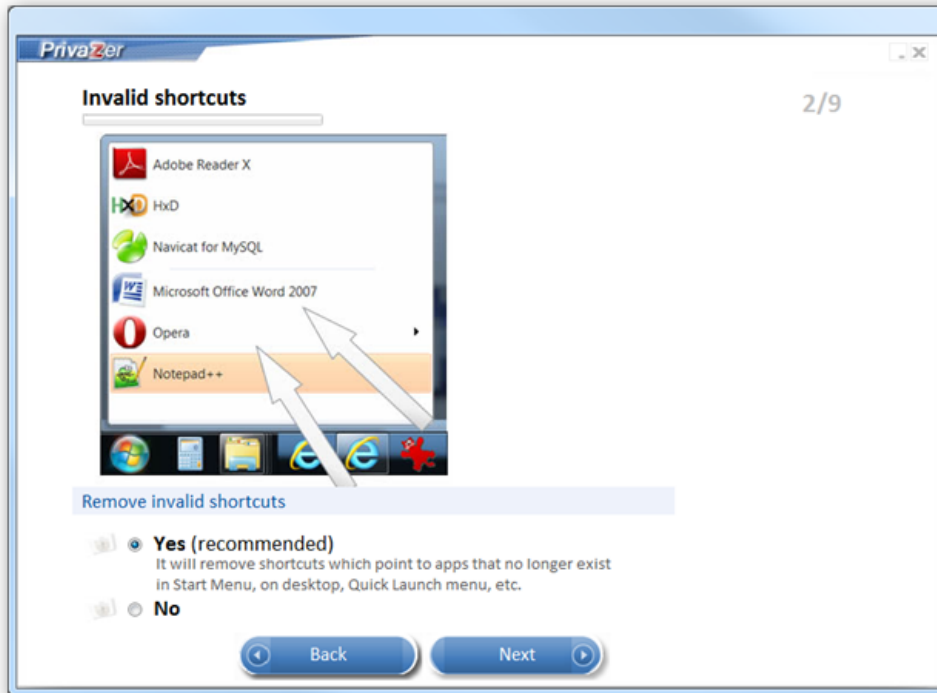 PrivaZer
Invalid shortcuts
2/9
Adobe Reader X
HxD
HxD
Navicat for MySQL
Microsoft Office Word 2007
Opera
Notepad++
Remove invalid shortcuts
Yes (recommended)
It will remove shortcuts which point to apps that no longer exist
in Start Menu, on desktop, Quick Launch menu, etc.
No
Back
Next